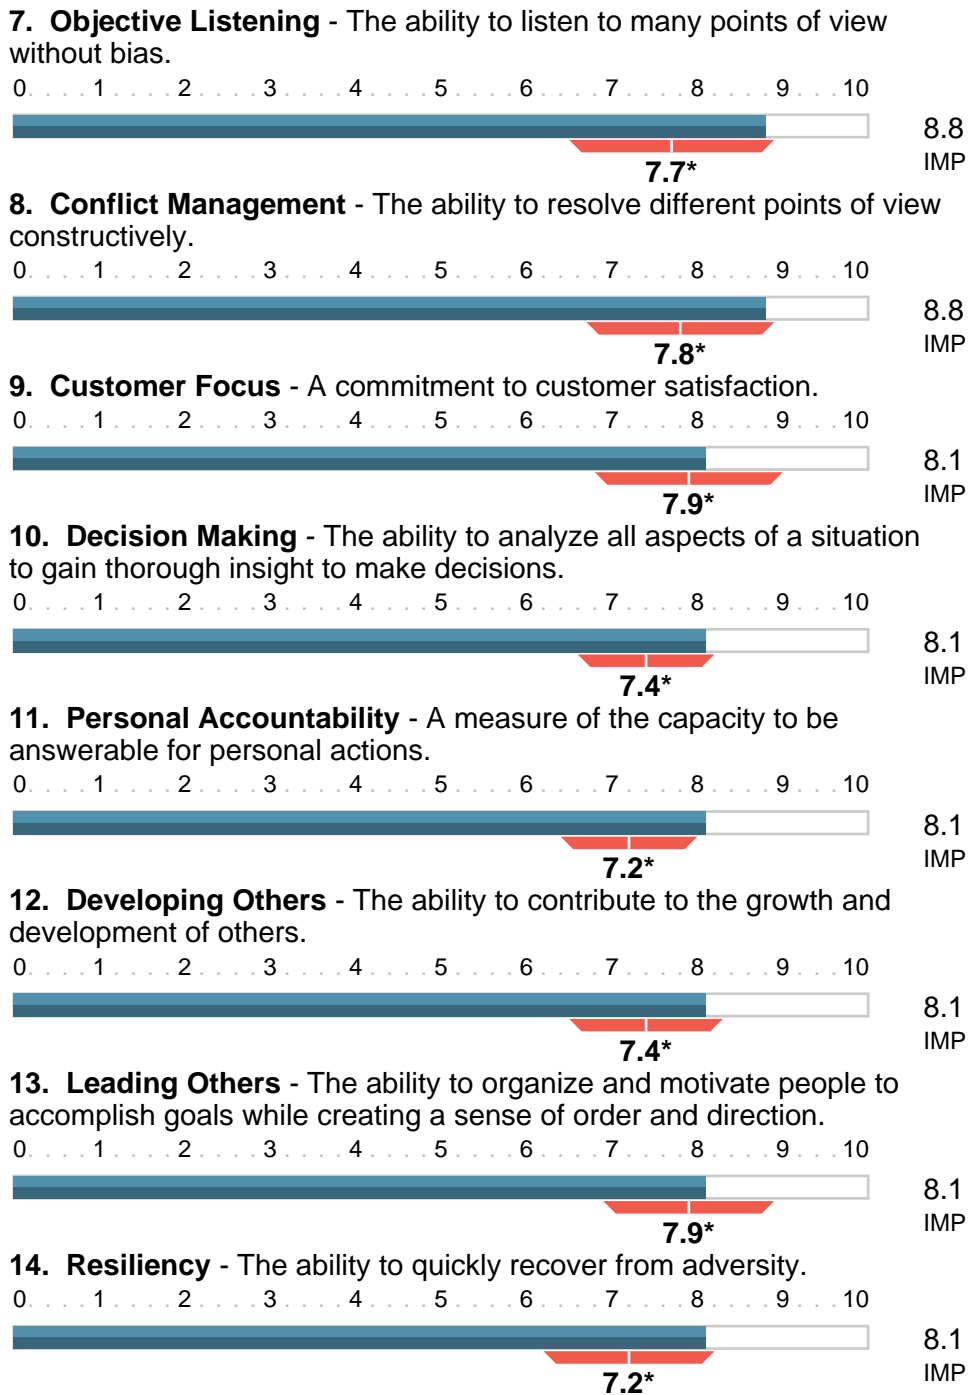 7. Objective Listening - The ability to listen to many points of view
without bias.
0. . . . 1 . . . . 2 . . . . 3 . . . . 4 . . . . 5 . . . . 6 . . . . 7 . . . . 8 . . . . 9 . . . 10
8.8
IMP
7.7*
8. Conflict Management - The ability to resolve different points of view
constructively.
0. . . . 1 . . . . 2 . . . . 3 . . . . 4 . . . . 5 . . . . 6 . . . . 7 . . . . 8 . . . . 9 . . . 10
8.8
IMP
7.8*
9. Customer Focus - A commitment to customer satisfaction.
0. . . . 1 . . . . 2 . . . . 3 . . . . 4 . . . . 5 . . . . 6 . . . . 7 . . . . 8 . . . . 9 . . . 10
8.1
IMP
7.9*
10. Decision Making - The ability to analyze all aspects of a situation
to gain thorough insight to make decisions.
0. . . . 1 . . . . 2 . . . . 3 . . . . 4 . . . . 5 . . . . 6 . . . . 7 . . . . 8 . . . . 9 . . . 10
8.1
IMP
7.4*
11. Personal Accountability - A measure of the capacity to be
answerable for personal actions.
0. . . . 1 . . . . 2 . . . . 3 . . . . 4 . . . . 5 . . . . 6 . . . . 7 . . . . 8 . . . . 9 . . . 10
8.1
IMP
7.2*
12. Developing Others - The ability to contribute to the growth and
development of others.
0. . . . 1 . . . . 2 . . . . 3 . . . . 4 . . . . 5 . . . . 6 . . . . 7 . . . . 8 . . . . 9 . . . 10
8.1
IMP
7.4*
13. Leading Others - The ability to organize and motivate people to
accomplish goals while creating a sense of order and direction.
0. . . . 1 . . . . 2 . . . . 3 . . . . 4 . . . . 5 . . . . 6 . . . . 7 . . . . 8 . . . . 9 . . . 10
8.1
IMP
7.9*
14. Resiliency - The ability to quickly recover from adversity.
0. . . . 1 . . . . 2 . . . . 3 . . . . 4 . . . . 5 . . . . 6 . . . . 7 . . . . 8 . . . . 9 . . . 10
8.1
IMP
7.2*